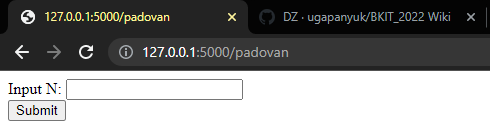 127.0.0.1:5000/padovan
DZ · ugapanyuk/BKIT_2022 Wiki
127.0.0.1:5000/padovan
Input N:
Submit